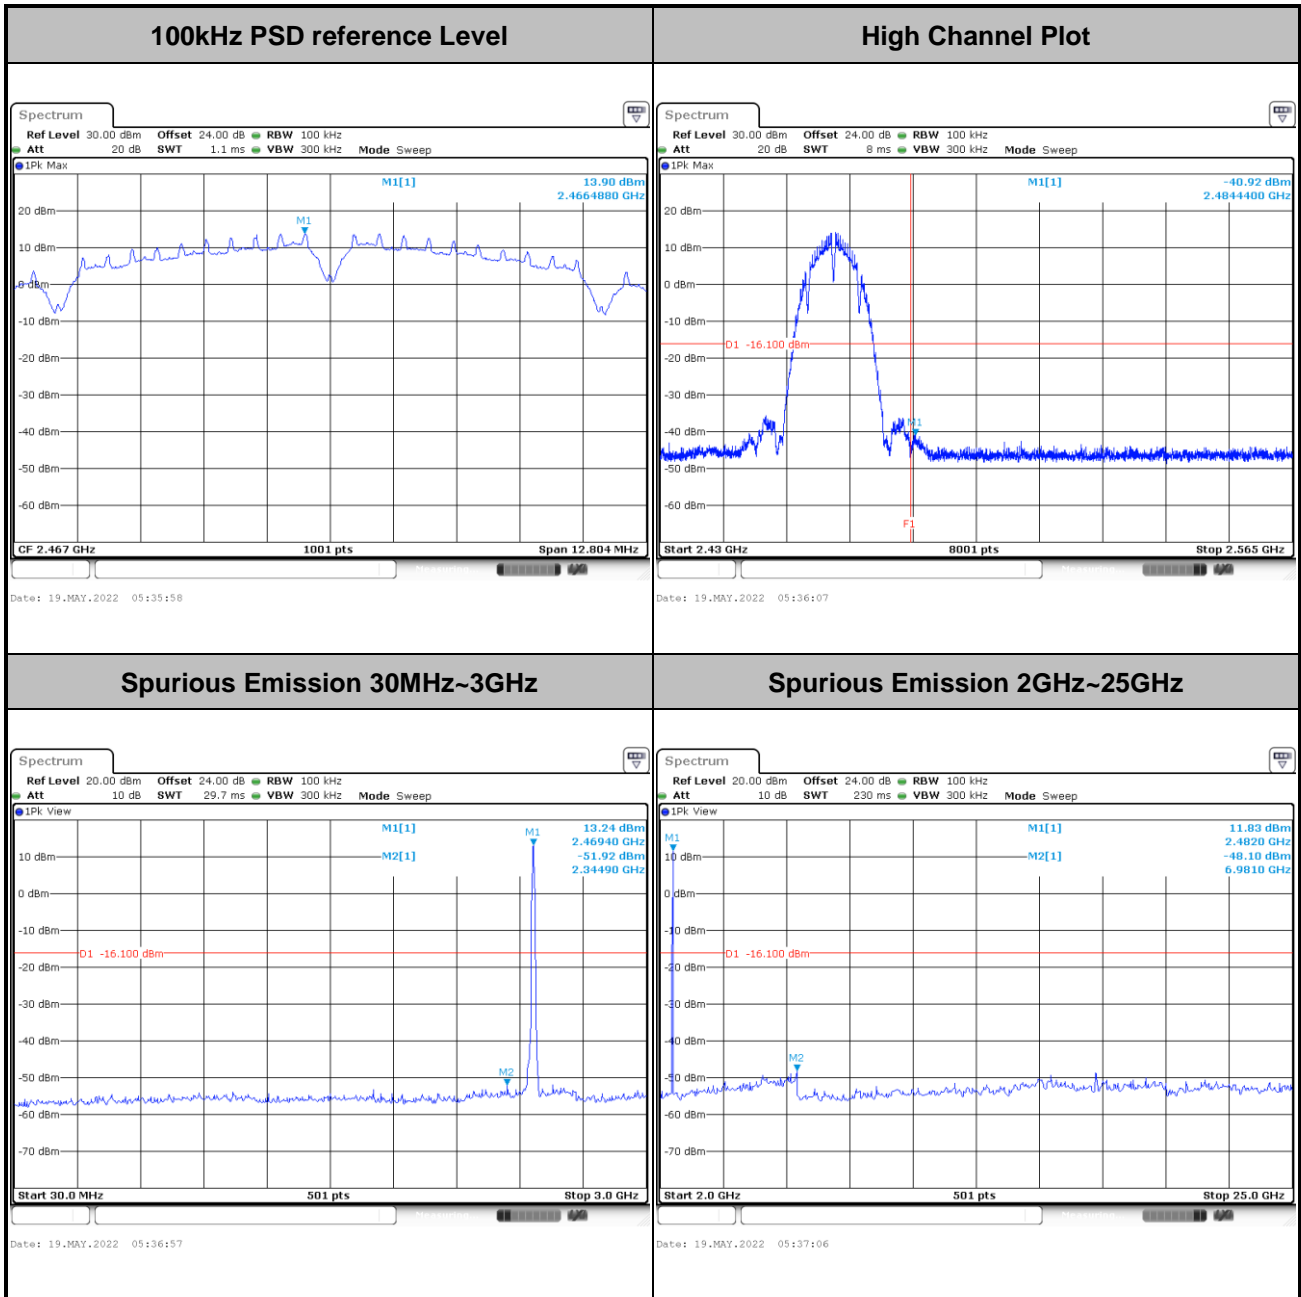 100kHz PSD reference Level
High Channel Plot
Spectrum
Ref Level 30.00 dBm Offset 24.00 dB RBW 100 kHz
Att 20 dB SWT 1.1 ms VBW 300 kHz Mode Sweep
1Pk Max
M1[1] 13.90 dBm
2.4664880 GHz
M1
20 dBm
10 dBm
0 dBm
-10 dBm
-20 dBm
-30 dBm
-40 dBm
-50 dBm
-60 dBm
CF 2.467 GHz 1001 pts Span 12.804 MHz
Measuring
Date: 19.MAY.2022 05:35:58
Spectrum
Ref Level 30.00 dBm Offset 24.00 dB RBW 100 kHz
Att 20 dB SWT 8 ms VBW 300 kHz Mode Sweep
1Pk Max
M1[1] -40.92 dBm
2.4844400 GHz
20 dBm
10 dBm
0 dBm
-10 dBm
D1 -16.100 dBm
-20 dBm
-30 dBm
-40 dBm
M1
-50 dBm
-60 dBm
F1
Start 2.43 GHz 8001 pts Stop 2.565 GHz
Date: 19.MAY.2022 05:36:07
Spurious Emission 30MHz~3GHz
Spurious Emission 2GHz~25GHz
Spectrum
Ref Level 20.00 dBm Offset 24.00 dB RBW 100 kHz
Att 10 dB SWT 29.7 ms VBW 300 kHz Mode Sweep
1Pk View
M1[1] 13.24 dBm
2.46940 GHz
M2[1] -51.92 dBm
2.34490 GHz
M1
10 dBm
0 dBm
-10 dBm
D1 -16.100 dBm
-20 dBm
-30 dBm
-40 dBm
-50 dBm
M2
-60 dBm
-70 dBm
Start 30.0 MHz 501 pts Stop 3.0 GHz
Date: 19.MAY.2022 05:36:57
Spectrum
Ref Level 20.00 dBm Offset 24.00 dB RBW 100 kHz
Att 10 dB SWT 230 ms VBW 300 kHz Mode Sweep
1Pk View
M1[1] 11.83 dBm
2.4820 GHz
M2[1] -48.10 dBm
6.9810 GHz
M1
10 dBm
0 dBm
-10 dBm
D1 -16.100 dBm
-20 dBm
-30 dBm
-40 dBm
M2
-50 dBm
-60 dBm
-70 dBm
Start 2.0 GHz 501 pts Stop 25.0 GHz
Date: 19.MAY.2022 05:37:06